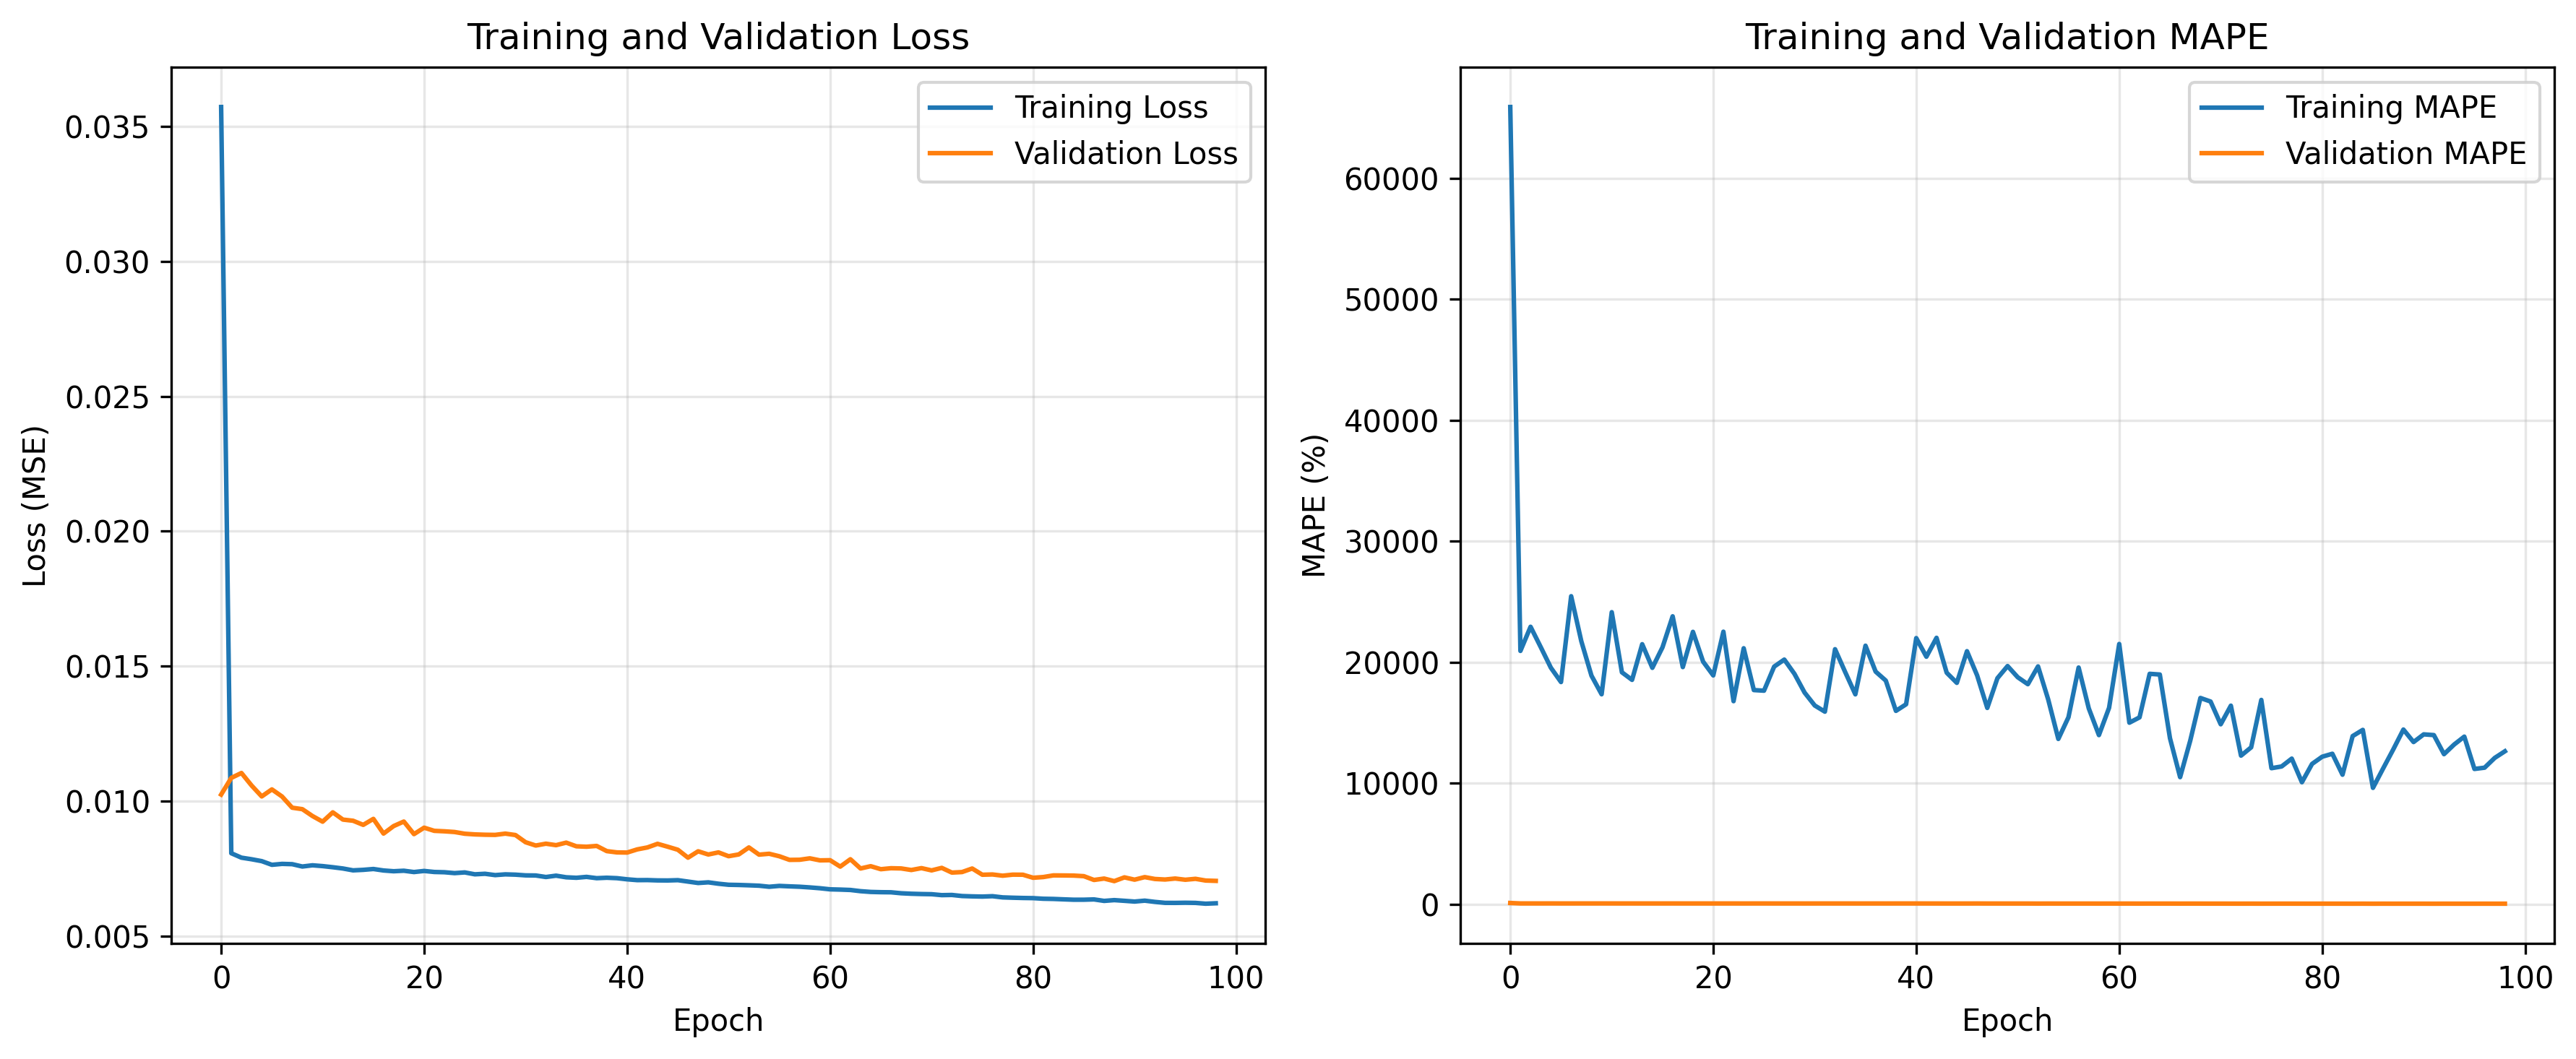 Training and Validation Loss
Training Loss
Validation Loss
0.035
0.030
0.025
0.020
0.015
0.010
0.005
Loss (MSE)
0 20 40 60 80 100
Epoch
Training and Validation MAPE
Training MAPE
Validation MAPE
60000
50000
40000
30000
20000
10000
0
MAPE (%)
0 20 40 60 80 100
Epoch